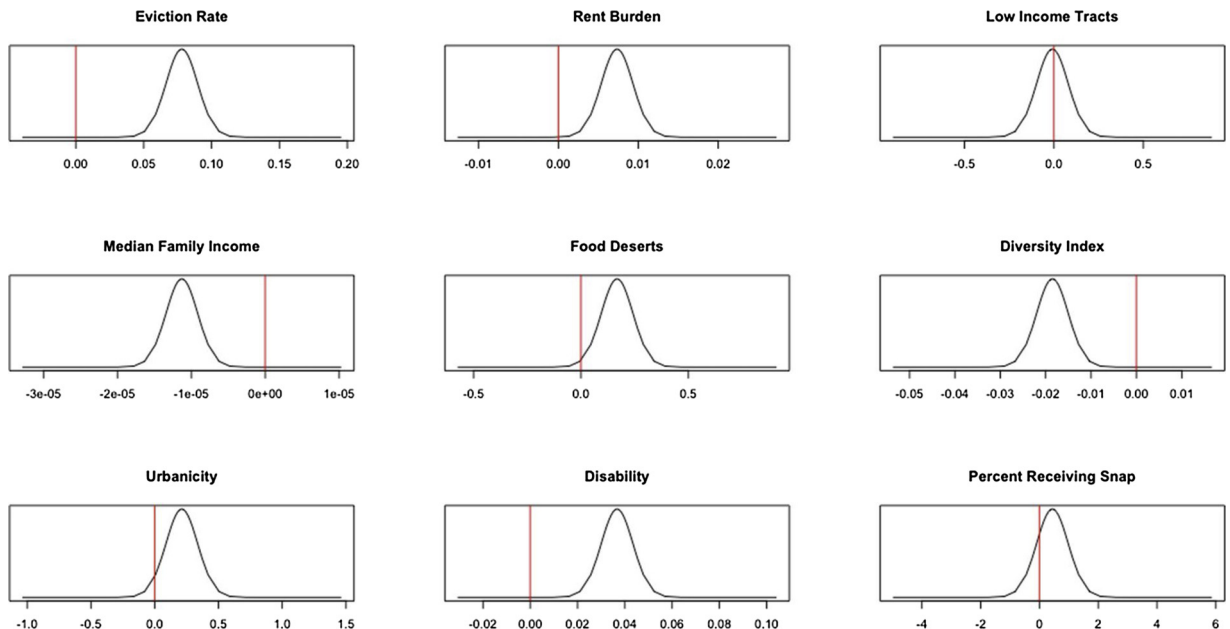 Eviction Rate
Rent Burden
Low Income Tracts
0.00 0.05 0.10 0.15 0.20
-0.01 0.00 0.01 0.02
-0.5 0.0 0.5
Median Family Income
Food Deserts
Diversity Index
-3e-05 -2e-05 -1e-05 0e+00 1e-05
-0.5 0.0 0.5
-0.05 -0.04 -0.03 -0.02 -0.01 0.00 0.01
Urbanicity
Disability
Percent Receiving Snap
-1.0 -0.5 0.0 0.5 1.0 1.5
-0.02 0.00 0.02 0.04 0.06 0.08 0.10
-4 -2 0 2 4 6